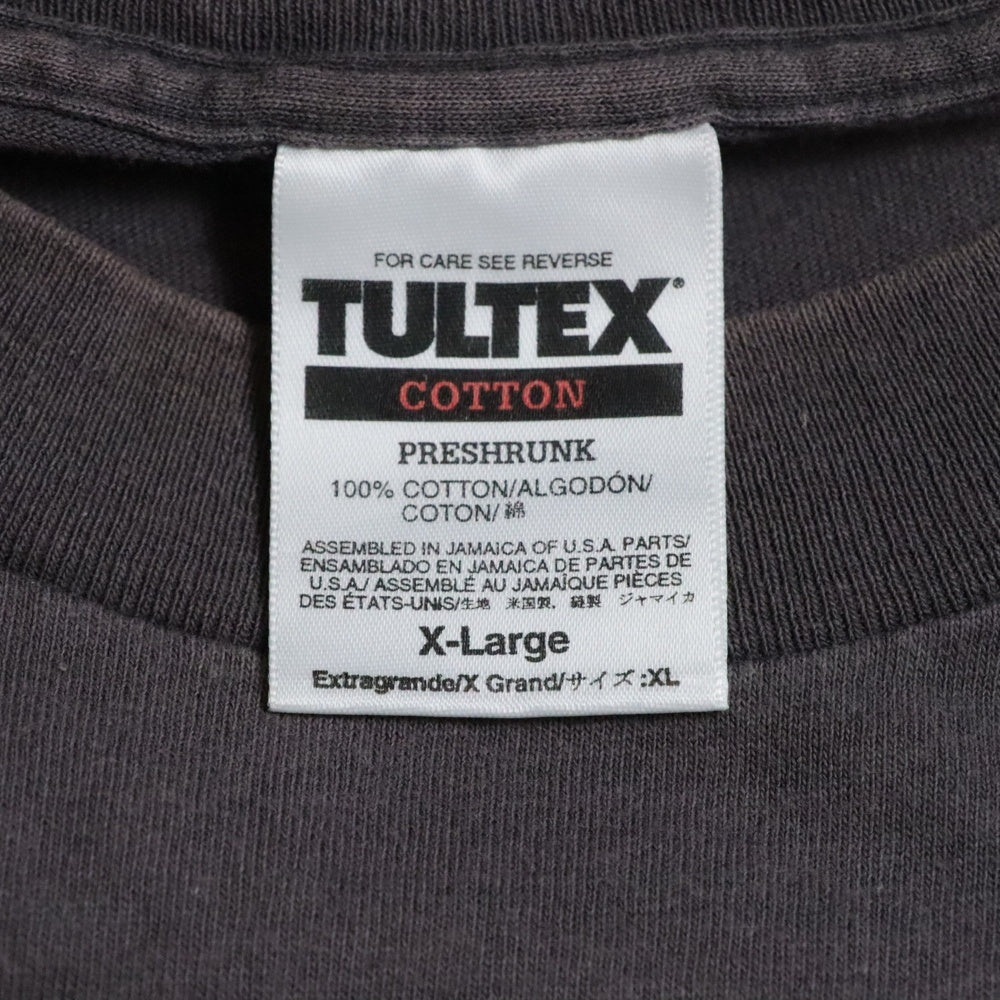 FOR CARE SEE REVERSE
TULTEX®
COTTON
PRESHRUNK
100% COTTON/ALGODÓN/
COTON/ 綿
ASSEMBLED IN JAMAICA OF U.S.A. PARTS/
ENSAMBLADO EN JAMAICA DE PARTES DE
U.S.A./ ASSEMBLÉ AU JAMAÏQUE PIÈCES
DES ÉTATS-UNIS/生地 米国製. 縫製 ジャマイカ
X-Large
Extragrande/X Grand/サイズ:XL